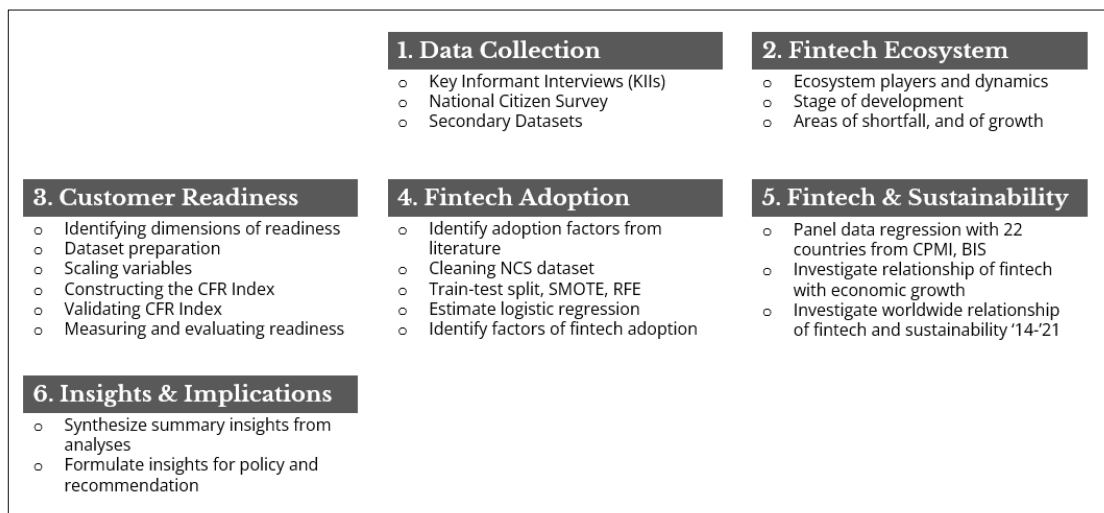 1. Data Collection
o Key Informant Interviews (KIIs)
o National Citizen Survey
o Secondary Datasets
2. Fintech Ecosystem
o Ecosystem players and dynamics
o Stage of development
o Areas of shortfall, and of growth
3. Customer Readiness
o Identifying dimensions of readiness
o Dataset preparation
o Scaling variables
o Constructing the CFR Index
o Validating CFR Index
o Measuring and evaluating readiness
4. Fintech Adoption
o Identify adoption factors from
literature
o Cleaning NCS dataset
o Train-test split, SMOTE, RFE
o Estimate logistic regression
o Identify factors of fintech adoption
5. Fintech & Sustainability
o Panel data regression with 22
countries from CPMI, BIS
o Investigate relationship of fintech
with economic growth
o Investigate worldwide relationship
of fintech and sustainability ‘14-’21
6. Insights & Implications
o Synthesize summary insights from
analyses
o Formulate insights for policy and
recommendation